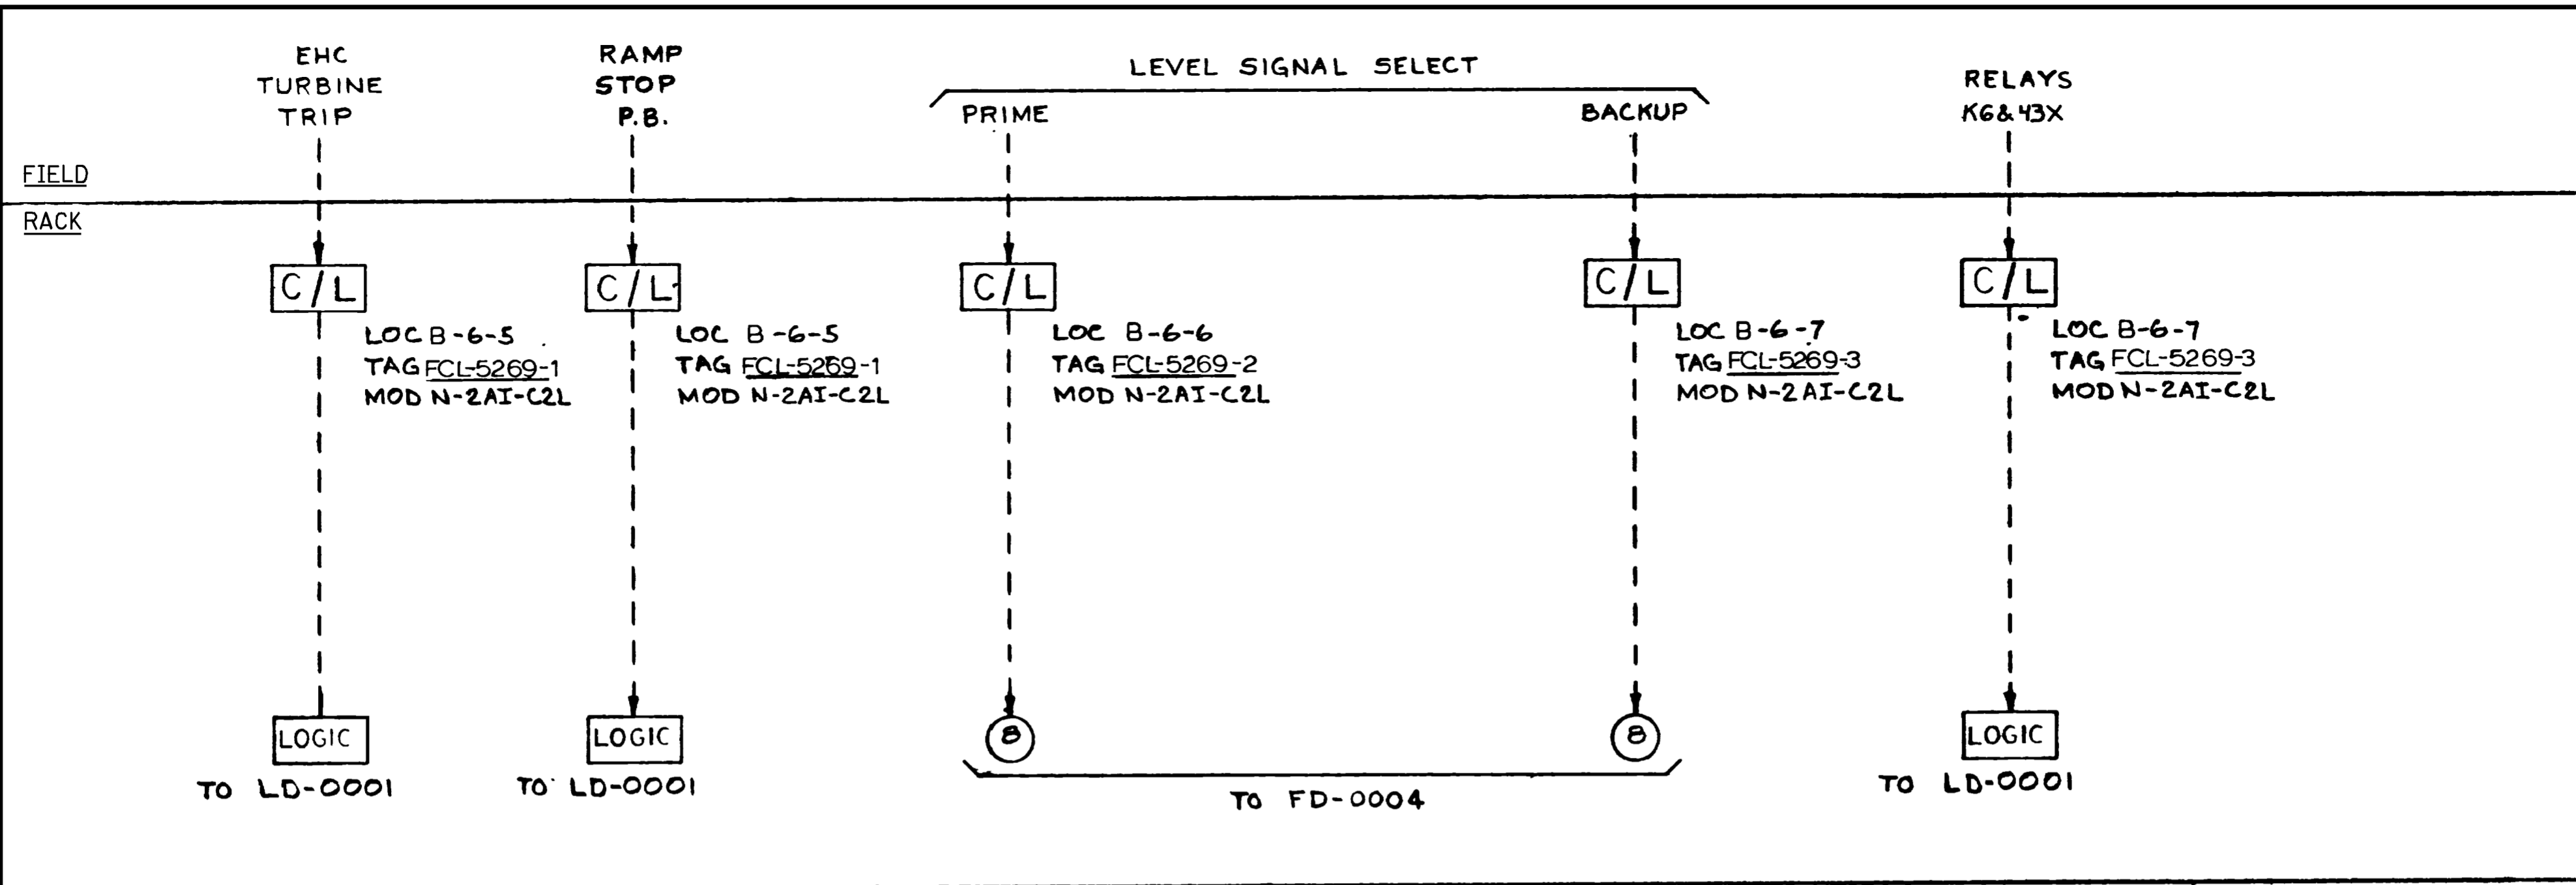 EHC
TURBINE
TRIP
RAMP
STOP
P.B.
LEVEL SIGNAL SELECT
PRIME
BACKUP
RELAYS
K6&43X
FIELD
RACK
C/L
C/L
C/L
C/L
C/L
LOC B-6-5
TAG FCL-5269-1
MOD N-2AI-C2L
LOC B-6-5
TAG FCL-5269-1
MOD N-2AI-C2L
LOC B-6-6
TAG FCL-5269-2
MOD N-2AI-C2L
LOC B-6-7
TAG FCL-5269-3
MOD N-2AI-C2L
LOC B-6-7
TAG FCL-5269-3
MOD N-2AI-C2L
LOGIC
TO LD-0001
LOGIC
TO LD-0001
8
8
TO FD-0004
LOGIC
TO LD-0001